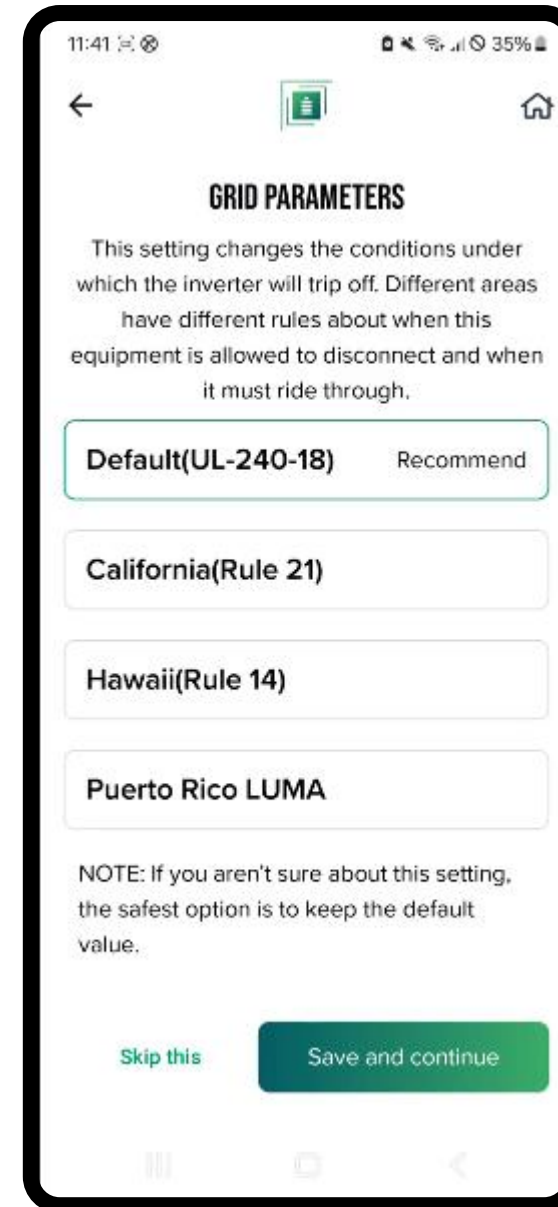 11:41
35%
GRID PARAMETERS
This setting changes the conditions under
which the inverter will trip off. Different areas
have different rules about when this
equipment is allowed to disconnect and when
it must ride through.
Default(UL-240-18) Recommend
California(Rule 21)
Hawaii(Rule 14)
Puerto Rico LUMA
NOTE: If you aren't sure about this setting,
the safest option is to keep the default
value.
Skip this Save and continue